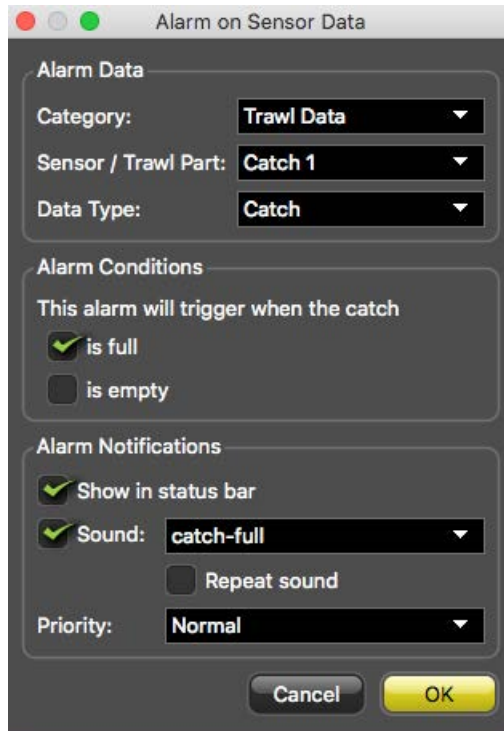 Alarm on Sensor Data
Alarm Data
Category: Trawl Data
Sensor / Trawl Part: Catch 1
Data Type: Catch
Alarm Conditions
This alarm will trigger when the catch
is full
is empty
Alarm Notifications
Show in status bar
Sound: catch-full
Repeat sound
Priority: Normal
Cancel OK